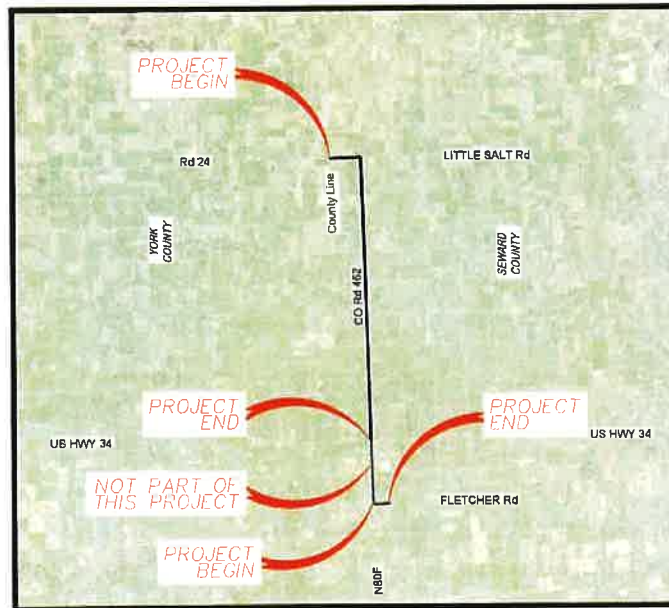 PROJECT
BEGIN
Rd 24
LITTLE SALT Rd
County Line
YORK
COUNTY
SEWARD
COUNTY
CO Rd 462
PROJECT
END
PROJECT
END
US HWY 34
US HWY 34
NOT PART OF
THIS PROJECT
FLETCHER Rd
PROJECT
BEGIN
N80F